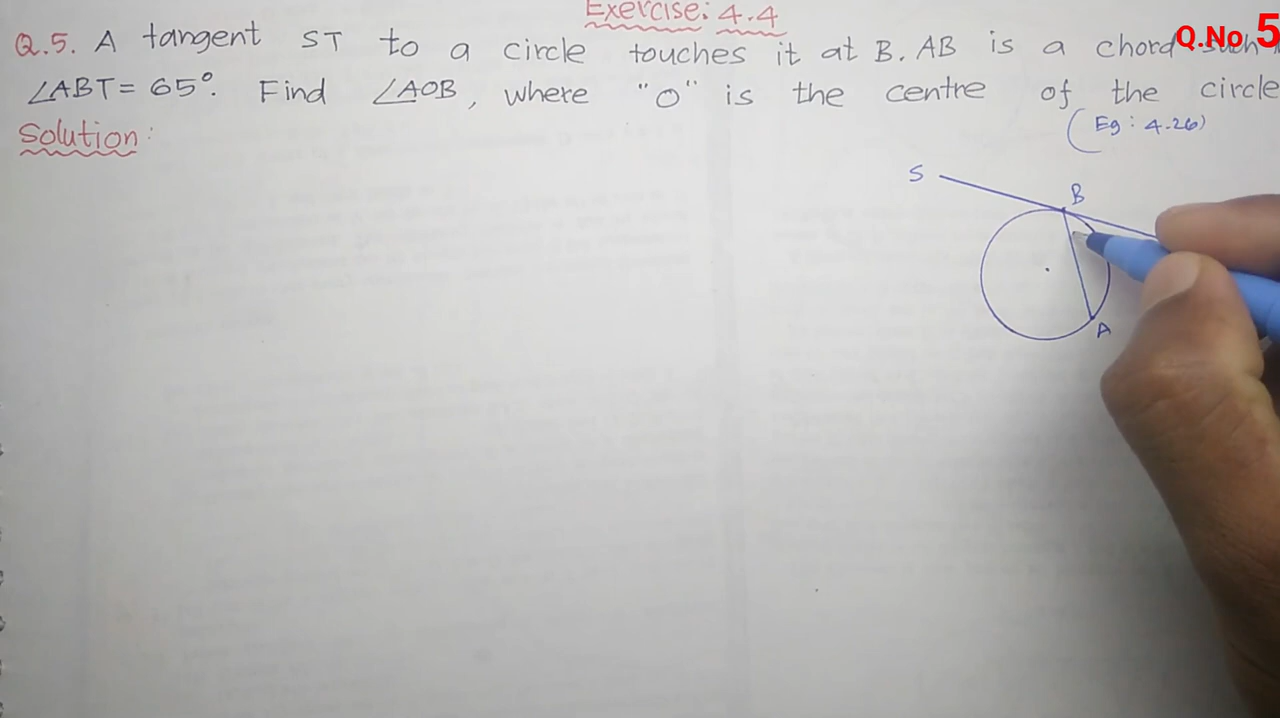 Exercise: 4.4
Q.No 5
Q.5. A tangent ST to a circle touches it at B. AB is a chord such
∠ABT = 65°. Find ∠AOB, where "O" is the centre of the circle
(Eg: 4.26)
Solution:
S
B
A